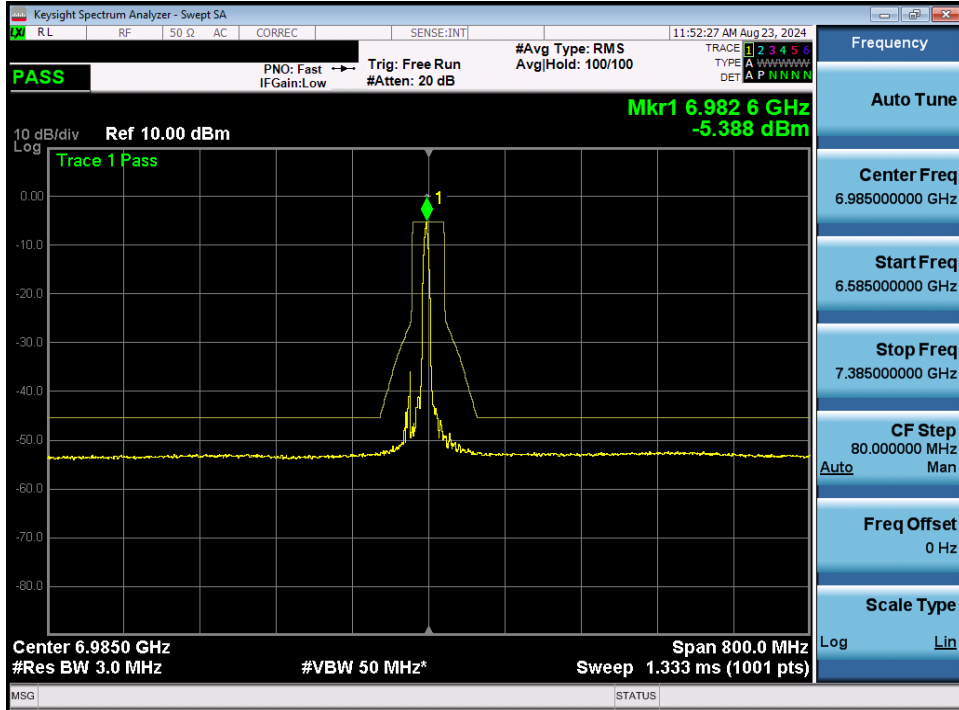 Keysight Spectrum Analyzer - Swept SA
LXI RL RF 50 Ω AC CORREC SENSE:INT 11:52:27 AM Aug 23, 2024
PASS
PNO: Fast
IFGain:Low
Trig: Free Run
#Atten: 20 dB
#Avg Type: RMS
Avg|Hold: 100/100
TRACE 1 2 3 4 5 6
TYPE A WWWWW
DET A P N N N N
Mkr1 6.982 6 GHz
-5.388 dBm
10 dB/div Ref 10.00 dBm
Log
Trace 1 Pass
1
0.00
-10.0
-20.0
-30.0
-40.0
-50.0
-60.0
-70.0
-80.0
Center 6.9850 GHz Span 800.0 MHz
#Res BW 3.0 MHz #VBW 50 MHz* Sweep 1.333 ms (1001 pts)
MSG STATUS
Frequency
Auto Tune
Center Freq
6.985000000 GHz
Start Freq
6.585000000 GHz
Stop Freq
7.385000000 GHz
CF Step
80.000000 MHz
Auto Man
Freq Offset
0 Hz
Scale Type
Log Lin